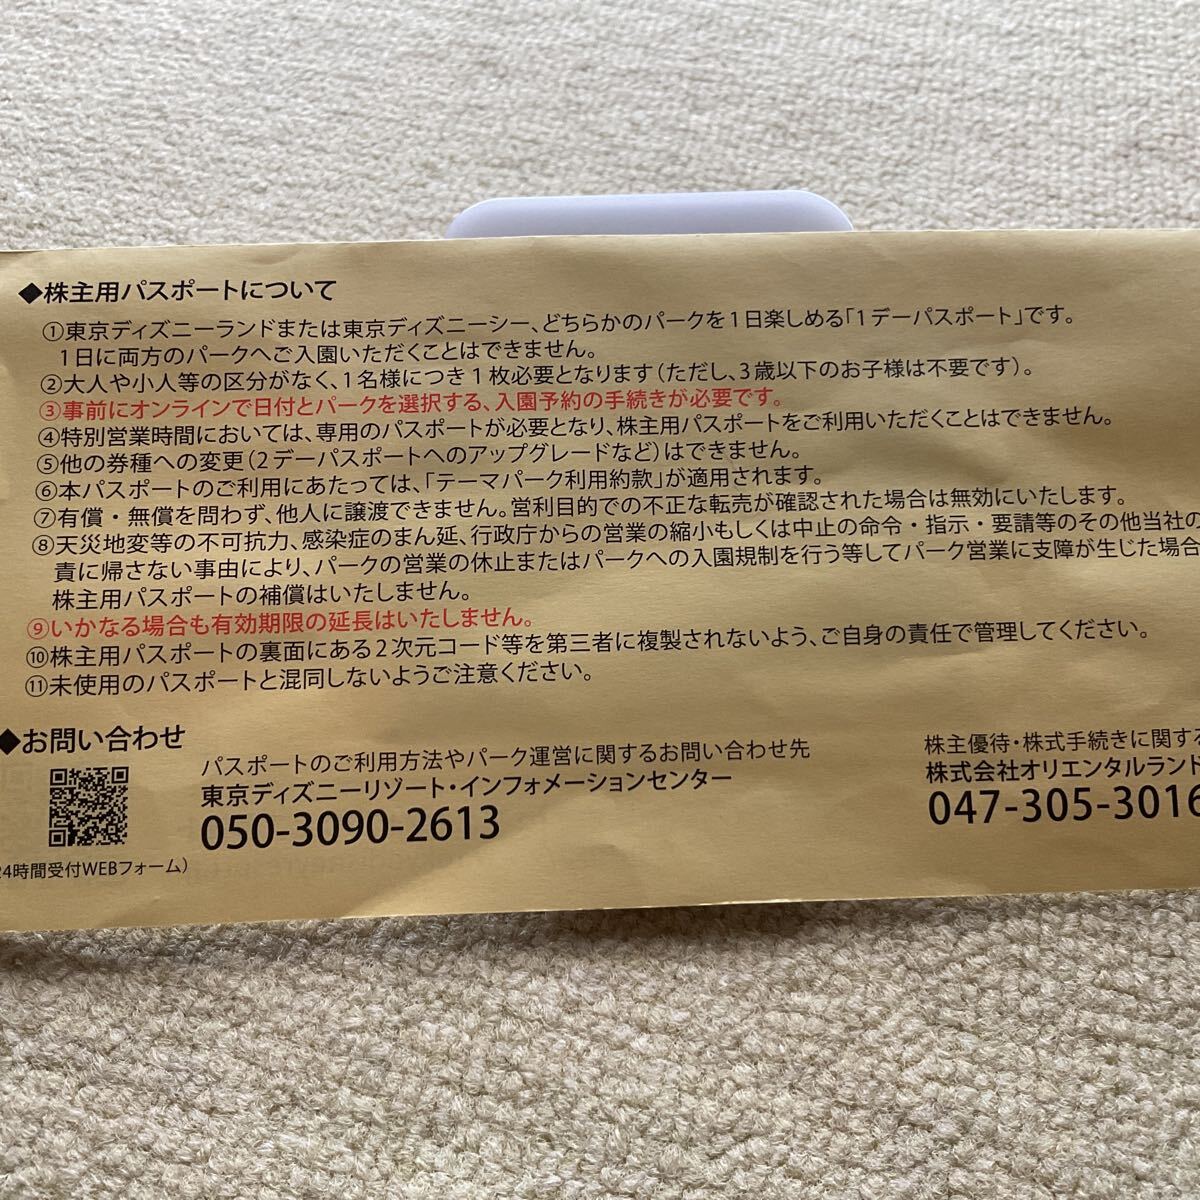 ◆株主用パスポートについて
①東京ディズニーランドまたは東京ディズニーシー、どちらかのパークを1日楽しめる「1デーパスポート」です。
1日に両方のパークへご入園いただくことはできません。
②大人や小人等の区分がなく、1名様につき1枚必要となります(ただし、3歳以下のお子様は不要です)。
③事前にオンラインで日付とパークを選択する、入園予約の手続きが必要です。
④特別営業時間においては、専用のパスポートが必要となり、株主用パスポートをご利用いただくことはできません。
⑤他の券種への変更(2デーパスポートへのアップグレードなど)はできません。
⑥本パスポートのご利用にあたっては、「テーマパーク利用約款」が適用されます。
⑦有償・無償を問わず、他人に譲渡できません。営利目的での不正な転売が確認された場合は無効にいたします。
⑧天災地変等の不可抗力、感染症のまん延、行政庁からの営業の縮小もしくは中止の命令・指示・要請等のその他当社の
責に帰さない事由により、パークの営業の休止またはパークへの入園規制を行う等してパーク営業に支障が生じた場合
株主用パスポートの補償はいたしません。
⑨いかなる場合も有効期限の延長はいたしません。
⑩株主用パスポートの裏面にある2次元コード等を第三者に複製されないよう、ご自身の責任で管理してください。
⑪未使用のパスポートと混同しないようご注意ください。
◆お問い合わせ
パスポートのご利用方法やパーク運営に関するお問い合わせ先
東京ディズニーリゾート・インフォメーションセンター
050-3090-2613
24時間受付WEBフォーム)
株主優待・株式手続きに関する
株式会社オリエンタルランド
047-305-3016